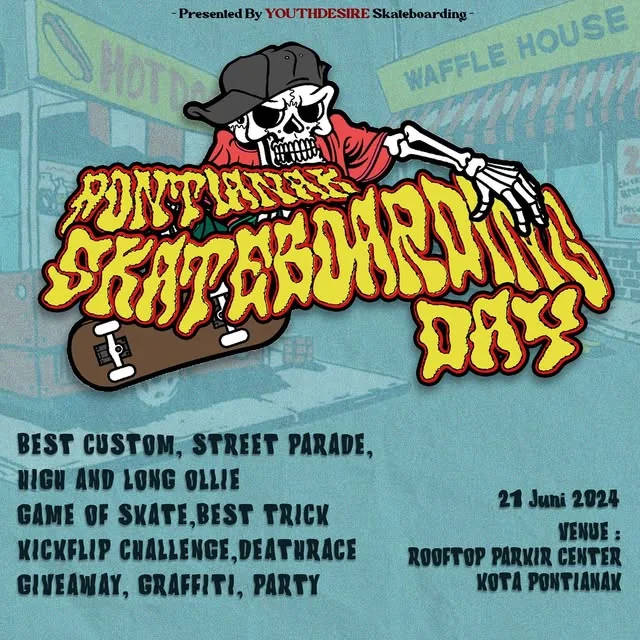 - Presented By YOUTHDESIRE Skateboarding -
HOTDO
WAFFLE HOUSE
PONTIANAK
SKATEBOARDING
DAY
BEST CUSTOM, STREET PARADE,
HIGH AND LONG OLLIE
GAME OF SKATE,BEST TRICK
KICKFLIP CHALLENGE,DEATHRACE
GIVEAWAY, GRAFFITI, PARTY
21 Juni 2024
VENUE :
ROOFTOP PARKIR CENTER
KOTA PONTIANAK